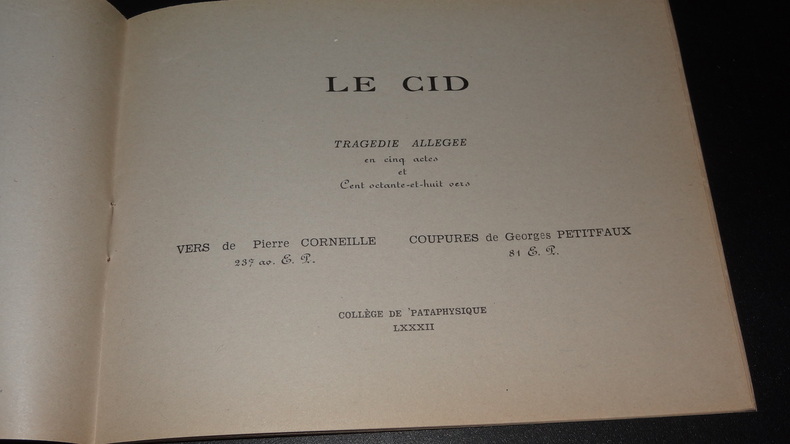 LE CID
TRAGEDIE ALLEGEE
en cinq actes
et
Cent octante-et-huit vers
VERS de Pierre CORNEILLE
237 av. E. P.
COUPURES de Georges PETITFAUX
81 E. P.
COLLÈGE DE 'PATAPHYSIQUE
LXXXII